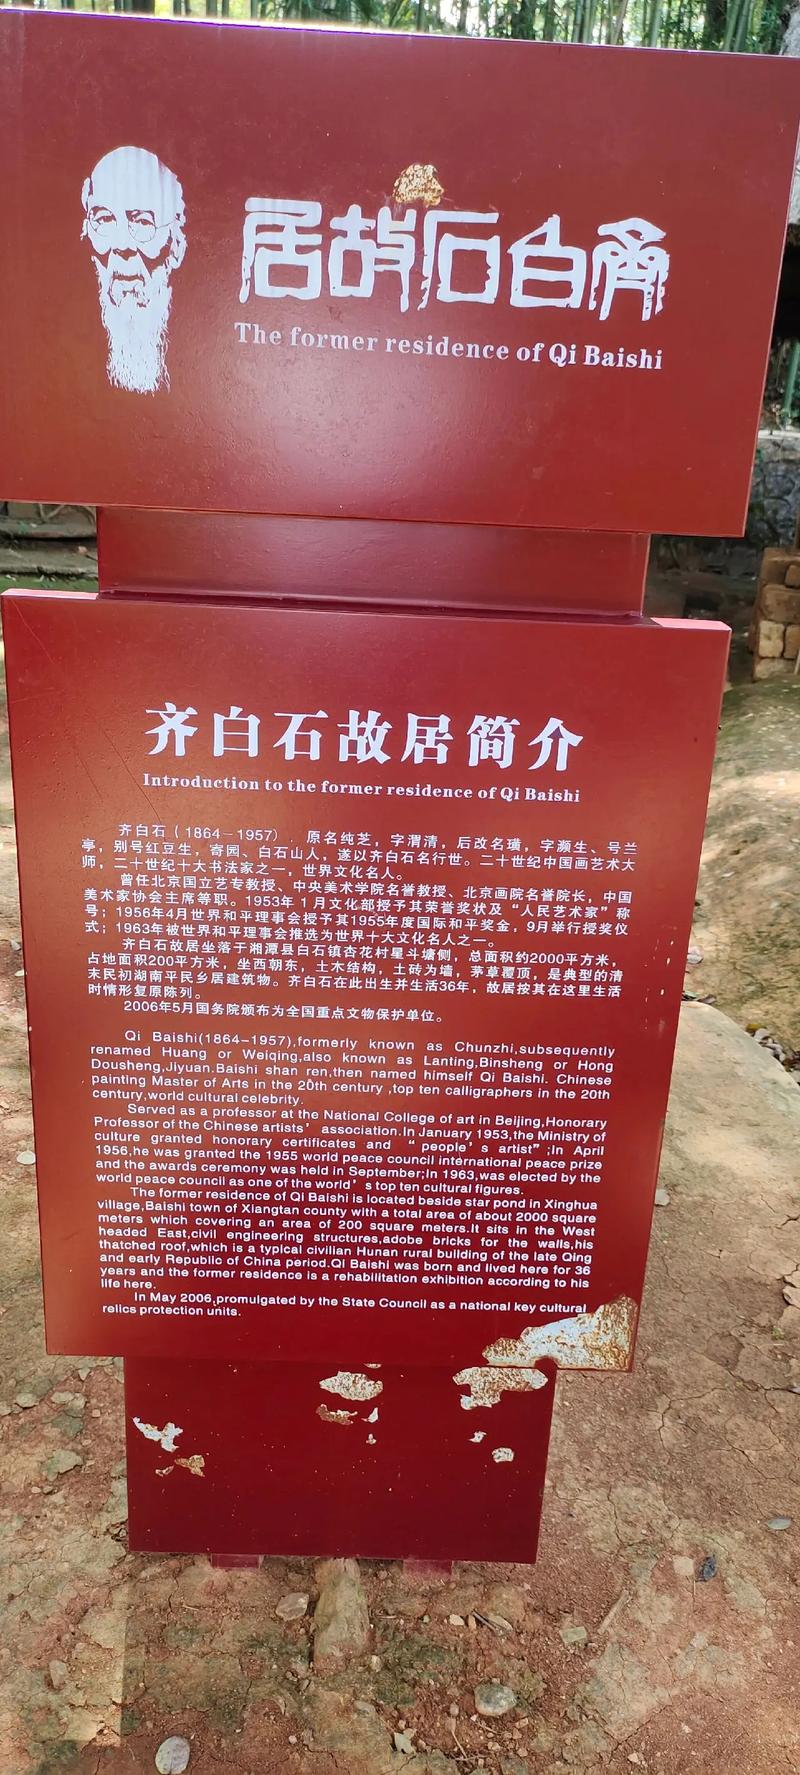 居故石白齊
The former residence of Qi Baishi
齐白石故居简介
Introduction to the former residence of Qi Baishi
齐白石（1864－1957），原名纯芝，字渭清，后改名璜，字濒生、号兰
亭，别号红豆生，寄园、白石山人，遂以齐白石名行世。二十世纪中国画艺术大
师，二十世纪十大书法家之一，世界文化名人。
曾任北京国立艺专教授、中央美术学院名誉教授、北京画院名誉院长，中国
美术家协会主席等职。1953年１月文化部授予其荣誉奖状及“人民艺术家”称
号；1956年4月世界和平理事会授予其1955年度国际和平奖金，9月举行授奖仪
式；1963年被世界和平理事会推选为世界十大文化名人之一。
齐白石故居坐落于湘潭县白石镇杏花村星斗塘侧，总面积约2000平方米，
占地面积200平方米，坐西朝东，土木结构，土砖为墙，茅草覆顶，是典型的清
末民初湖南平民乡居建筑物。齐白石在此出生并生活36年，故居按其在这里生活
时情形复原陈列。
2006年5月国务院颁布为全国重点文物保护单位。
Qi Baishi(1864-1957),formerly known as Chunzhi,subsequently
renamed Huang or Weiqing,also known as Lanting,Binsheng or Hong
Dousheng,Jiyuan.Baishi shan ren,then named himself Qi Baishi. Chinese
painting Master of Arts in the 20th century ,top ten calligraphers in the 20th
century,world cultural celebrity.
Served as a professor at the National College of art in Beijing,Honorary
Professor of the Chinese artists’ association.In January 1953,the Ministry of
culture granted honorary certificates and “ people’ s artist” ;In April
1956,he was granted the 1955 world peace council international peace prize
and the awards ceremony was held in September;In 1963,was elected by the
world peace council as one of the world’ s top ten cultural figures.
The former residence of Qi Baishi is located beside star pond in Xinghua
village,Baishi town of Xiangtan county with a total area of about 2000 square
meters which covering an area of 200 square meters.It sits in the West
headed East,civil engineering structures,adobe bricks for the walls,his
thatched roof,which is a typical civilian Hunan rural building of the late Qing
and early Republic of China period.Qi Baishi was born and lived here for 36
years and the former residence is a rehabilitation exhibition according to his
life here.
In May 2006,promulgated by the State Council as a national key cultural
relics protection units.